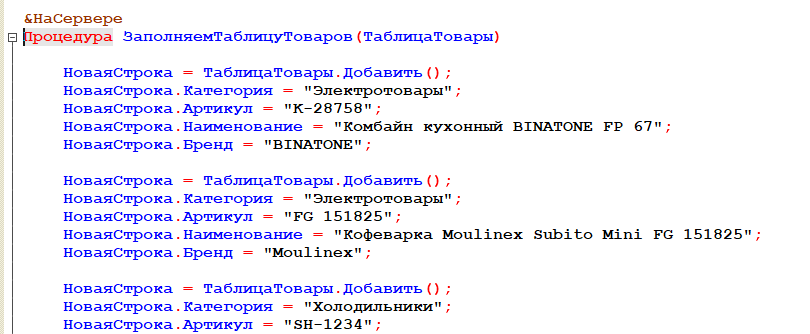 &НаСервере
Процедура ЗаполняемТаблицуТоваров(ТаблицаТовары)
НоваяСтрока = ТаблицаТовары.Добавить();
НоваяСтрока.Категория = "Электротовары";
НоваяСтрока.Артикул = "К-28758";
НоваяСтрока.Наименование = "Комбайн кухонный BINATONE FP 67";
НоваяСтрока.Бренд = "BINATONE";
НоваяСтрока = ТаблицаТовары.Добавить();
НоваяСтрока.Категория = "Электротовары";
НоваяСтрока.Артикул = "FG 151825";
НоваяСтрока.Наименование = "Кофеварка Moulinex Subito Mini FG 151825";
НоваяСтрока.Бренд = "Moulinex";
НоваяСтрока = ТаблицаТовары.Добавить();
НоваяСтрока.Категория = "Холодильники";
НоваяСтрока.Артикул = "SH-1234";